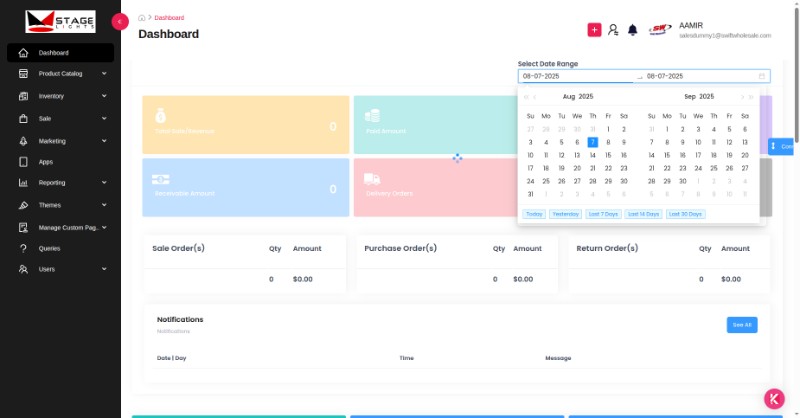 STAGE
LIGHTS
Dashboard
Product Catalog
Inventory
Sale
Marketing
Apps
Reporting
Themes
Manage Custom Pag..
Queries
Users
> Dashboard
Dashboard
SWS
AAMIR
salesdummy1@swiftwholesale.com
Select Date Range
08-07-2025 → 08-07-2025
Aug 2025 Sep 2025
Su Mo Tu We Th Fr Sa Su Mo Tu We Th Fr Sa
27 28 29 30 31 1 2 31 1 2 3 4 5 6
3 4 5 6 7 8 9 7 8 9 10 11 12 13
10 11 12 13 14 15 16 14 15 16 17 18 19 20
17 18 19 20 21 22 23 21 22 23 24 25 26 27
24 25 26 27 28 29 30 28 29 30 1 2 3 4
31 1 2 3 4 5 6 5 6 7 8 9 10 11
Today Yesterday Last 7 Days Last 14 Days Last 30 Days
0
Paid Amount
Receivable Amount 0
Delivery Orders
Sale Order(s) Qty Amount
0 $0.00
Purchase Order(s) Qty Amount
0 $0.00
Return Order(s) Qty Amount
0 $0.00
Notifications
Notifications
See All
Date | Day Time Message